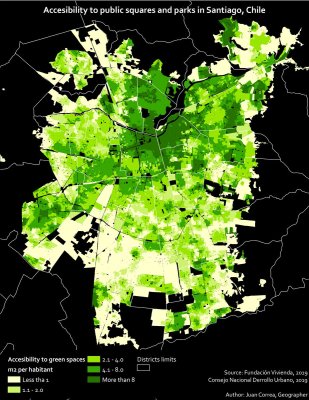 Accesibility to public squares and parks in Santiago, Chile
Accesibility to green spaces
m2 per habitant
Less tha 1
1.1 - 2.0
2.1 - 4.0
4.1 - 8.0
More than 8
Districts limits
Source: Fundación Vivienda, 2019
Consejo Nacional Derrollo Urbano, 2019
Author: Juan Correa, Geographer